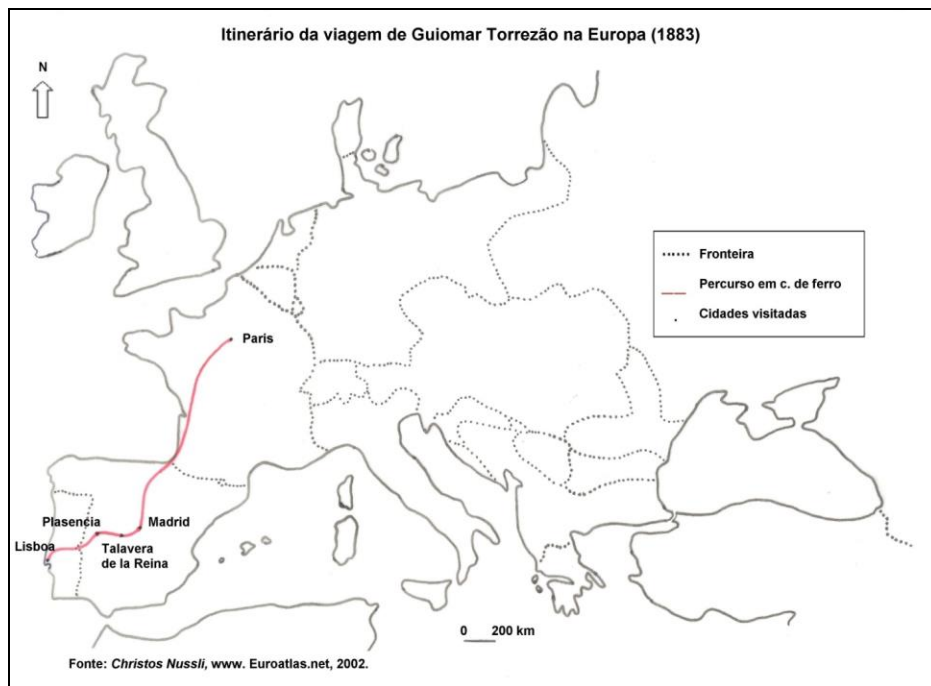 Itinerário da viagem de Guiomar Torrezão na Europa (1883)
N
Fronteira
Percurso em c. de ferro
Cidades visitadas
Paris
Plasencia
Madrid
Lisboa
Talavera
de la Reina
0 200 km
Fonte: Christos Nussli, www. Euroatlas.net, 2002.